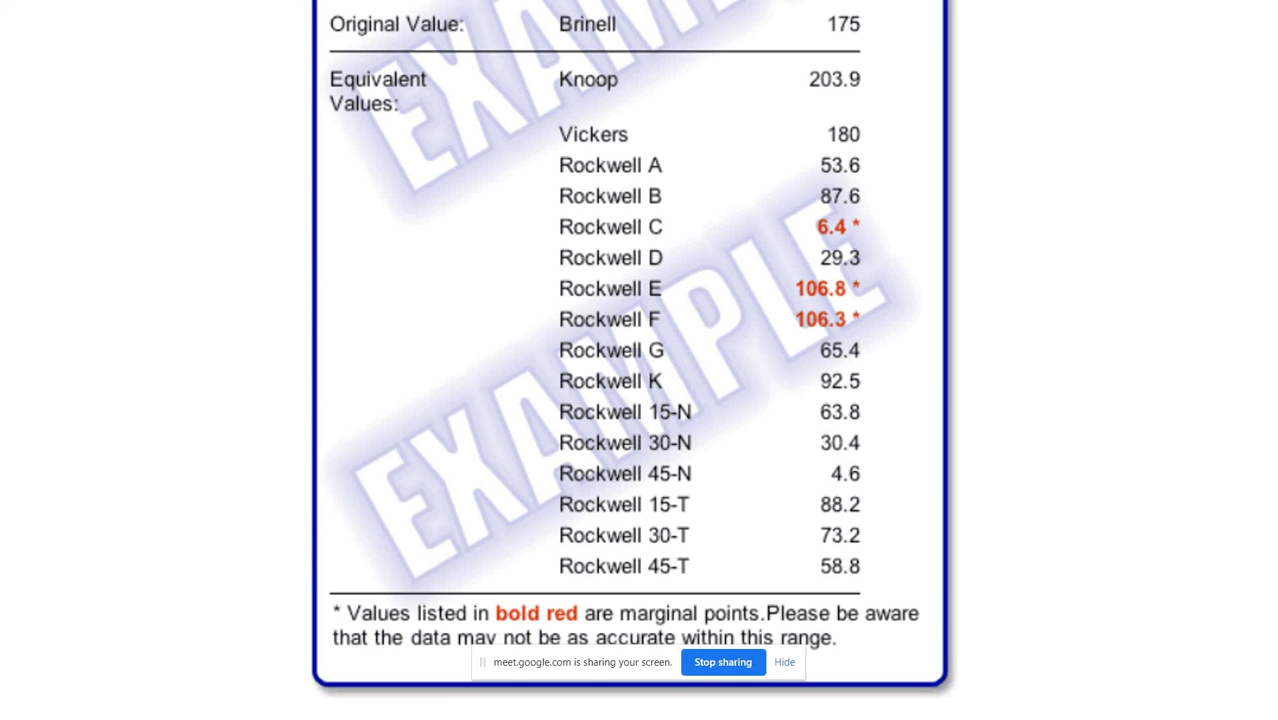 Original Value: Brinell 175
Equivalent Values: Knoop 203.9
Vickers 180
Rockwell A 53.6
Rockwell B 87.6
Rockwell C 6.4 *
Rockwell D 29.3
Rockwell E 106.8 *
Rockwell F 106.3 *
Rockwell G 65.4
Rockwell K 92.5
Rockwell 15-N 63.8
Rockwell 30-N 30.4
Rockwell 45-N 4.6
Rockwell 15-T 88.2
Rockwell 30-T 73.2
Rockwell 45-T 58.8
* Values listed in bold red are marginal points.Please be aware
that the data may not be as accurate within this range.
meet.google.com is sharing your screen. Stop sharing Hide
EXAMPLE
EXAMPLE